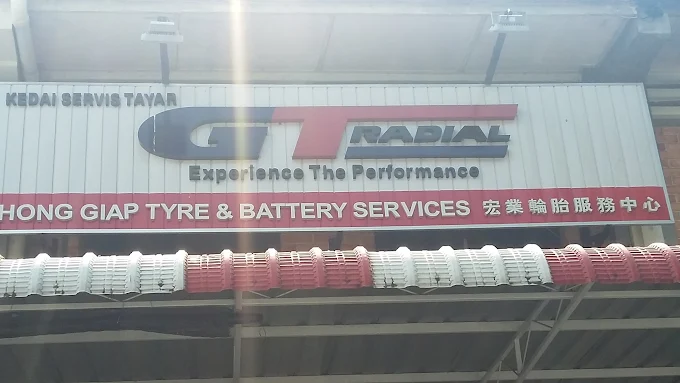 KEDAI SERVIS TAYAR
GT RADIAL
Experience The Performance
HONG GIAP TYRE & BATTERY SERVICES 宏業輪胎服務中心